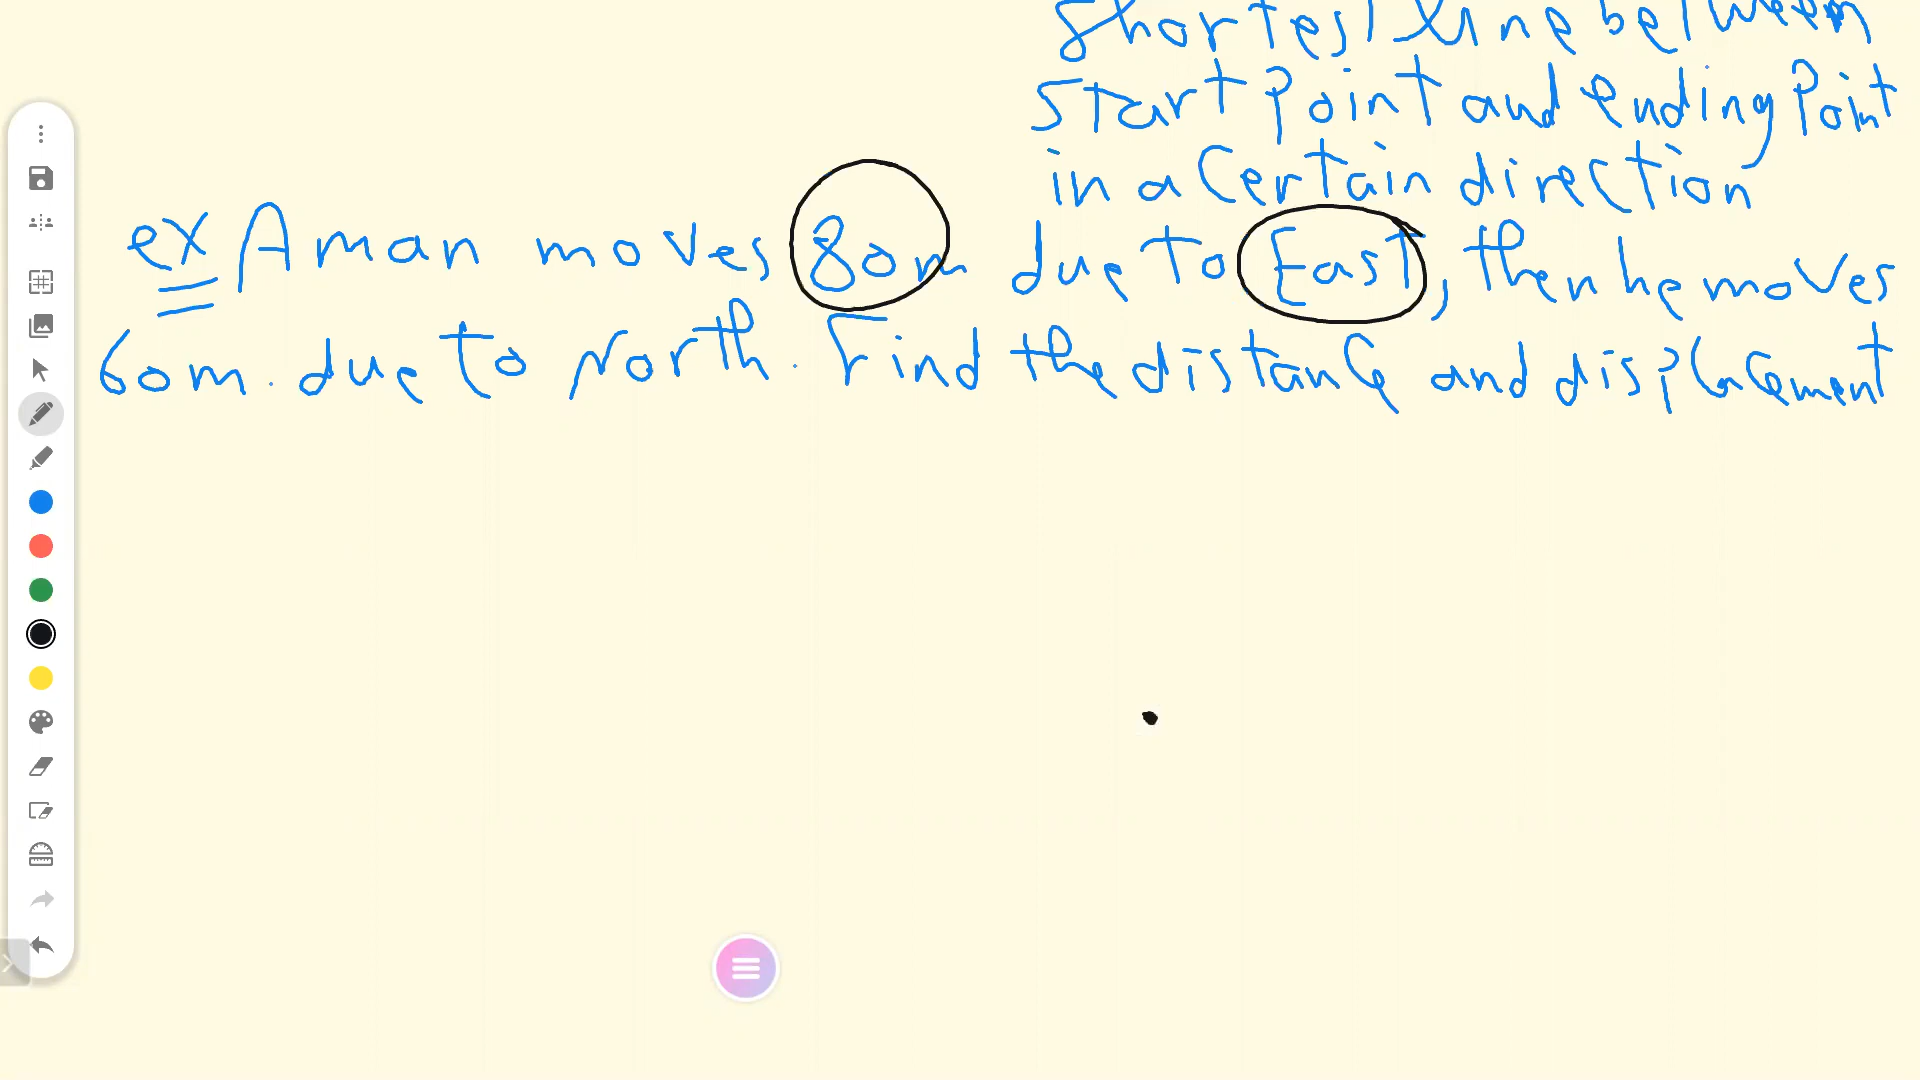 Shortest line between
start point and ending point
in a certain direction
ex A man moves 80m due to East, then he moves
60m. due to North. Find the distance and displacement